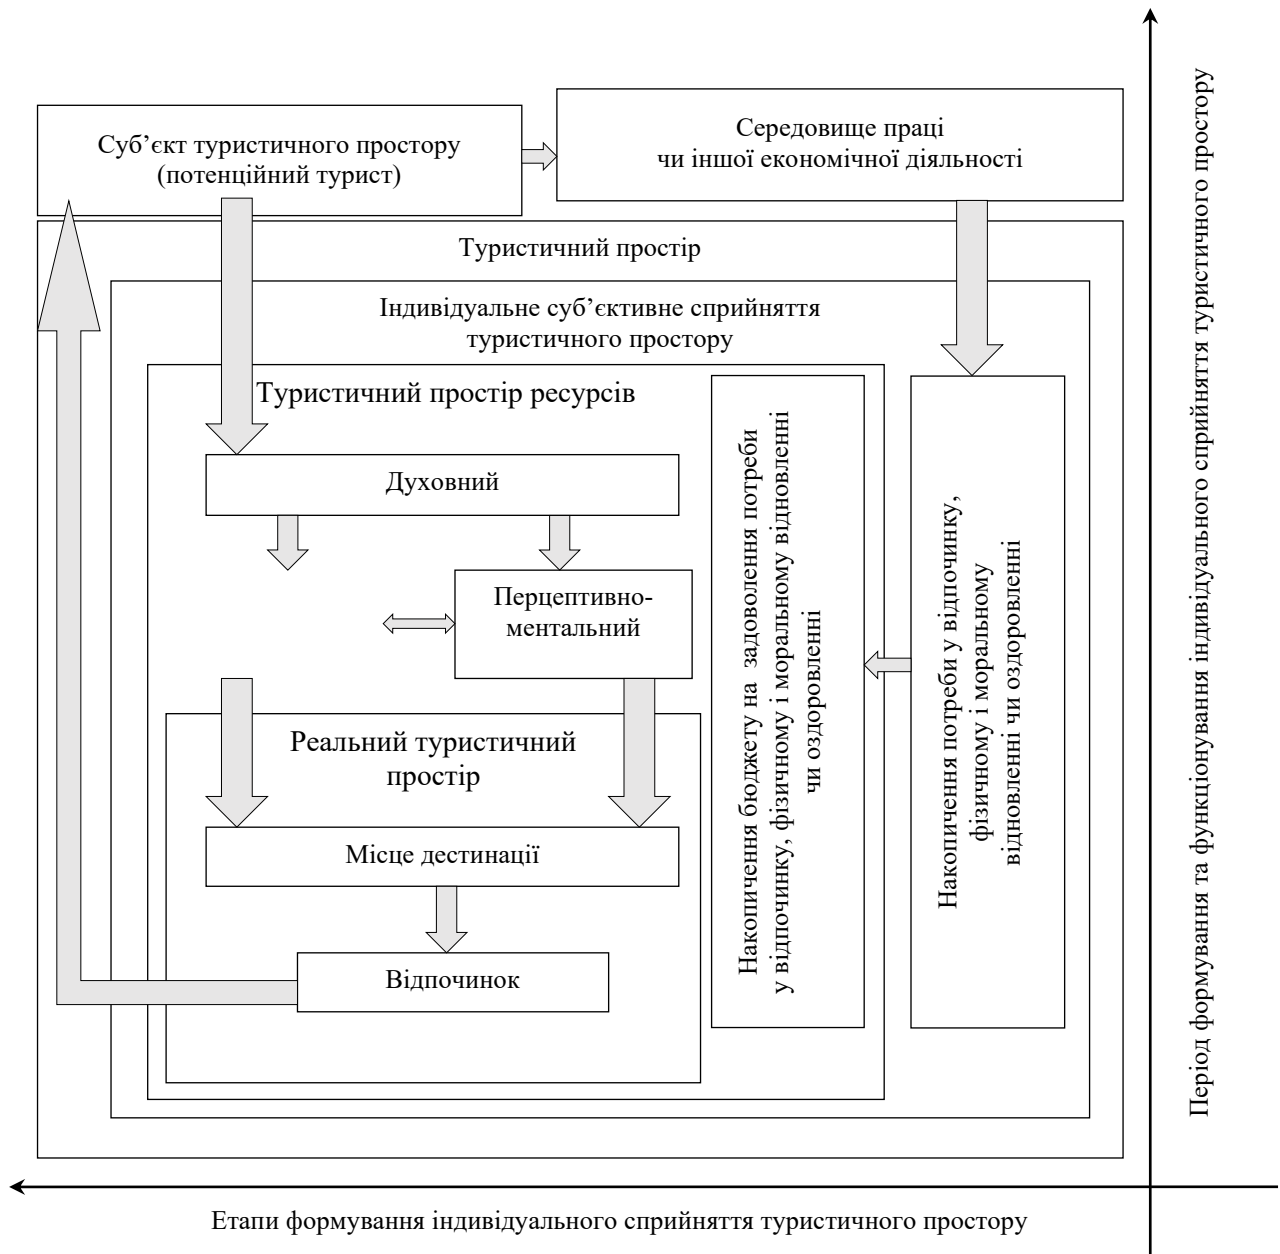 Суб’єкт туристичного простору
(потенційний турист)
Середовище праці
чи іншої економічної діяльності
Туристичний простір
Індивідуальне суб’єктивне сприйняття
туристичного простору
Туристичний простір ресурсів
Духовний
Перцептивно-
ментальний
Реальний туристичний
простір
Місце дестинації
Відпочинок
Накопичення бюджету на задоволення потреби
у відпочинку, фізичному і моральному відновленні
чи оздоровленні
Накопичення потреби у відпочинку,
фізичному і моральному
відновленні чи оздоровленні
Період формування та функціонування індивідуального сприйняття туристичного простору
Етапи формування індивідуального сприйняття туристичного простору